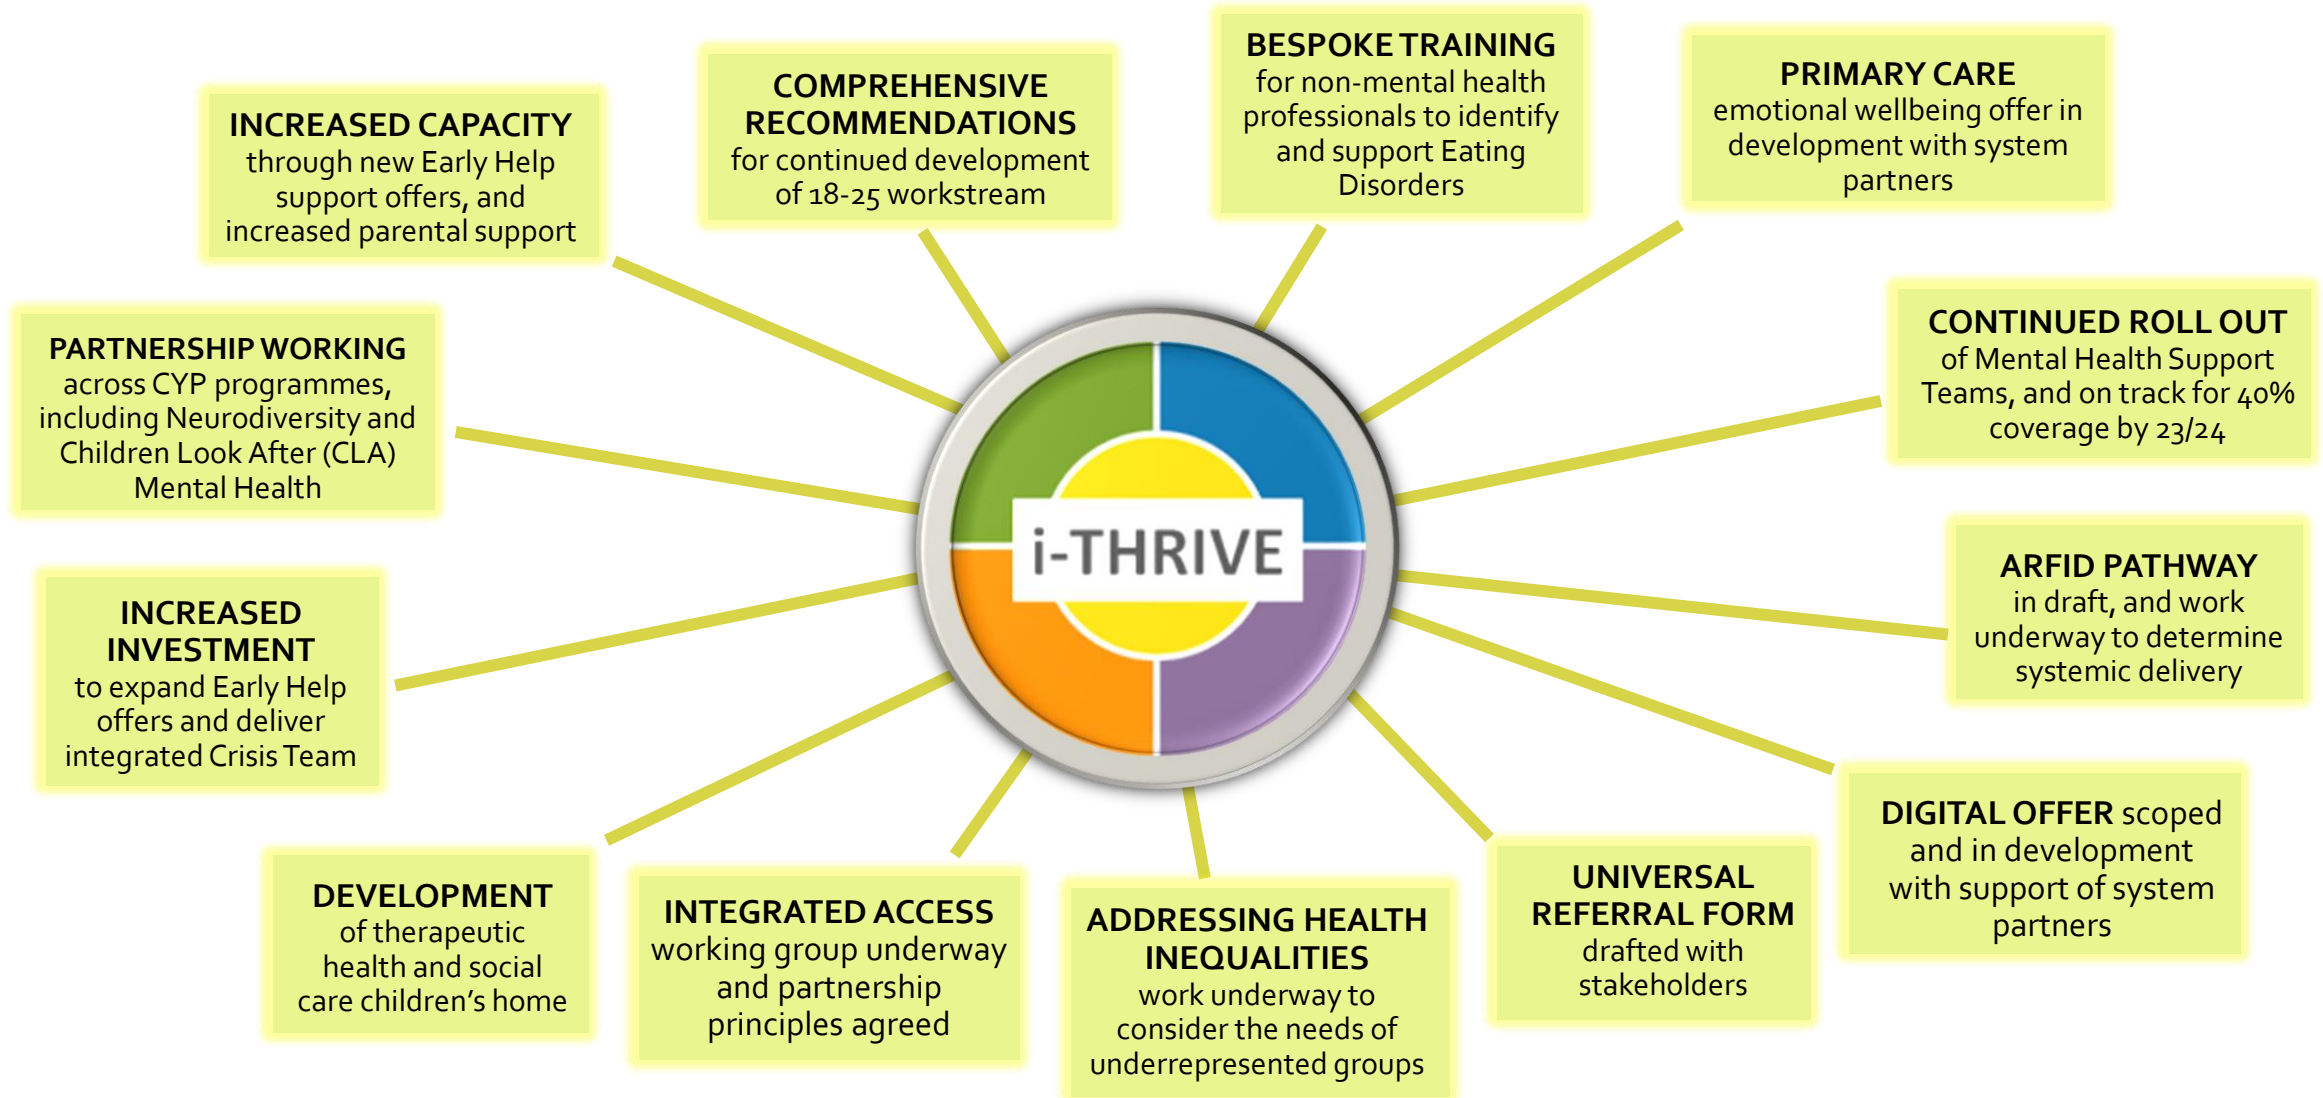 INCREASED CAPACITY
through new Early Help
support offers, and
increased parental support
COMPREHENSIVE
RECOMMENDATIONS
for continued development
of 18-25 workstream
BESPOKE TRAINING
for non-mental health
professionals to identify
and support Eating
Disorders
PRIMARY CARE
emotional wellbeing offer in
development with system
partners
PARTNERSHIP WORKING
across CYP programmes,
including Neurodiversity and
Children Look After (CLA)
Mental Health
CONTINUED ROLL OUT
of Mental Health Support
Teams, and on track for 40%
coverage by 23/24
i-THRIVE
INCREASED
INVESTMENT
to expand Early Help
offers and deliver
integrated Crisis Team
ARFID PATHWAY
in draft, and work
underway to determine
systemic delivery
DEVELOPMENT
of therapeutic
health and social
care children's home
INTEGRATED ACCESS
working group underway
and partnership
principles agreed
ADDRESSING HEALTH
INEQUALITIES
work underway to
consider the needs of
underrepresented groups
UNIVERSAL
REFERRAL FORM
drafted with
stakeholders
DIGITAL OFFER scoped
and in development
with support of system
partners